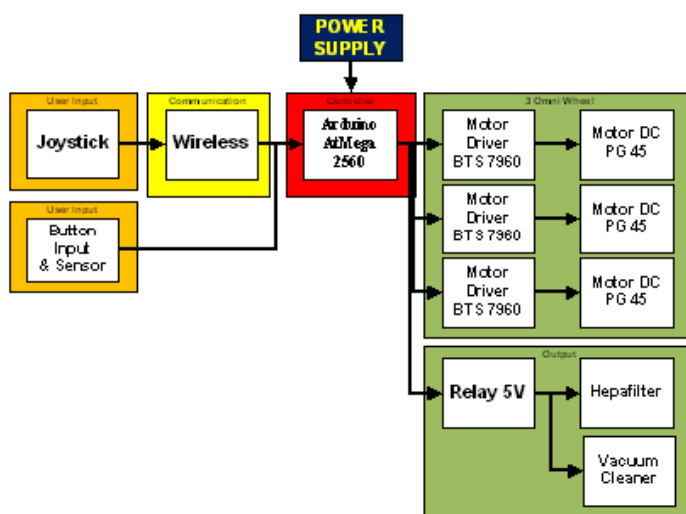 POWER
SUPPLY
User Input
Joystick
Communication
Wireless
Controller
Arduino
AtMega
2560
3 Omni Wheel
Motor
Driver
BTS 7960
Motor DC
PG 45
Motor
Driver
BTS 7960
Motor DC
PG 45
Motor
Driver
BTS 7960
Motor DC
PG 45
User Input
Button
Input
& Sensor
Output
Relay 5V
Hepafilter
Vacuum
Cleaner